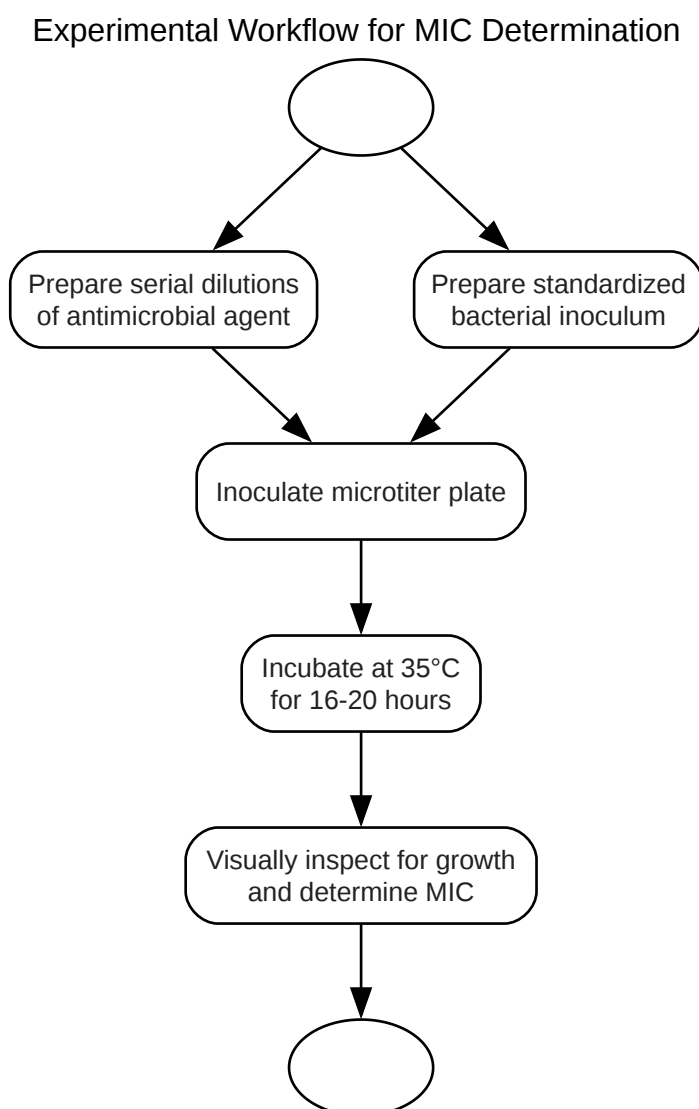 Experimental Workflow for MIC Determination
Prepare serial dilutions
of antimicrobial agent
Prepare standardized
bacterial inoculum
Inoculate microtiter plate
Incubate at 35°C
for 16-20 hours
Visually inspect for growth
and determine MIC